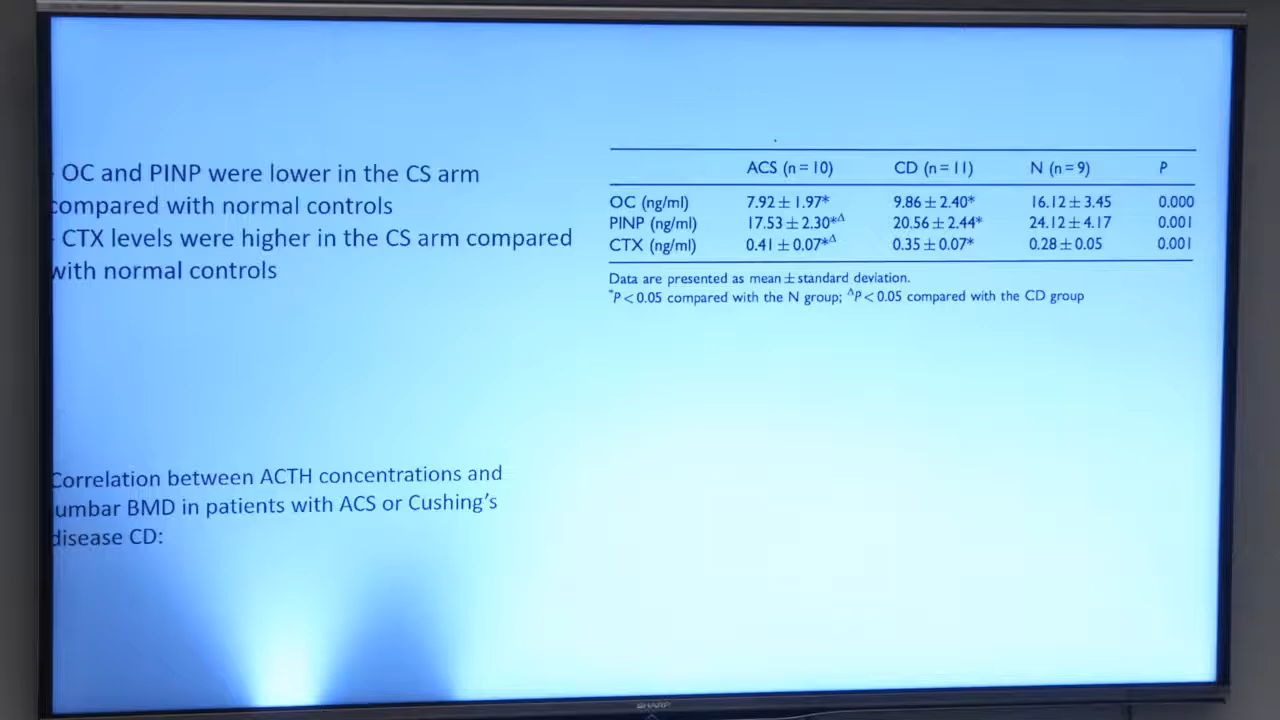 OC and PINP were lower in the CS arm
compared with normal controls
- CTX levels were higher in the CS arm compared
with normal controls
ACS (n = 10) CD (n = 11) N (n = 9) P
OC (ng/ml) 7.92 ± 1.97* 9.86 ± 2.40* 16.12 ± 3.45 0.000
PINP (ng/ml) 17.53 ± 2.30*Δ 20.56 ± 2.44* 24.12 ± 4.17 0.001
CTX (ng/ml) 0.41 ± 0.07*Δ 0.35 ± 0.07* 0.28 ± 0.05 0.001
Data are presented as mean ± standard deviation.
*P < 0.05 compared with the N group; ΔP < 0.05 compared with the CD group
Correlation between ACTH concentrations and
umbar BMD in patients with ACS or Cushing's
disease CD:
SHARP